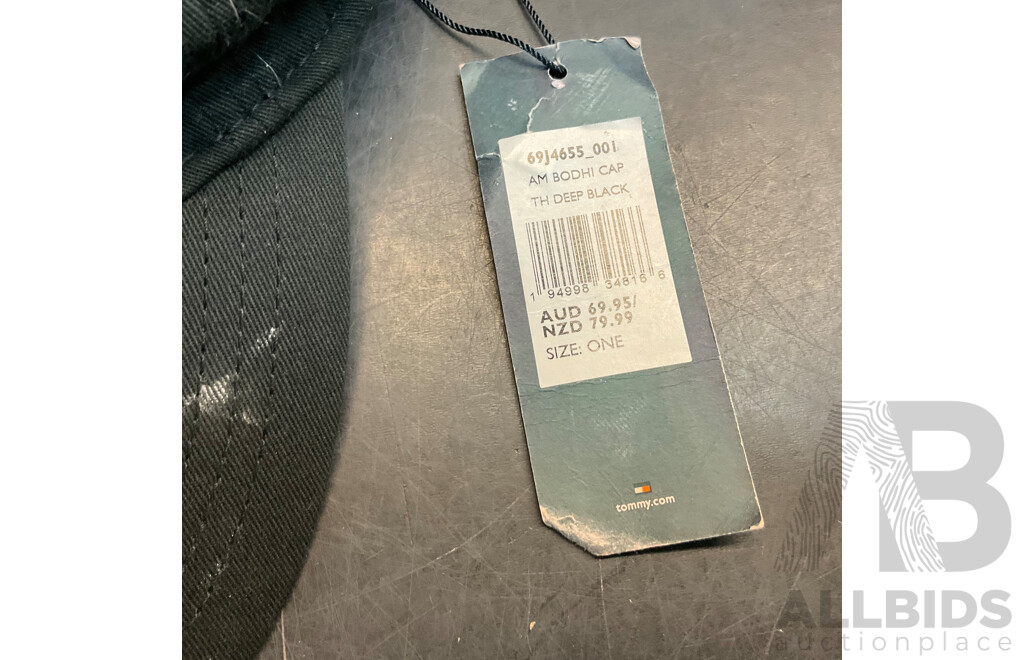 69J4655_001
AM BODHI CAP
TH DEEP BLACK
1 94998 34816 6
AUD 69.95/
NZD 79.99
SIZE: ONE
tommy.com
AB
ALLBIDS
auctionplace